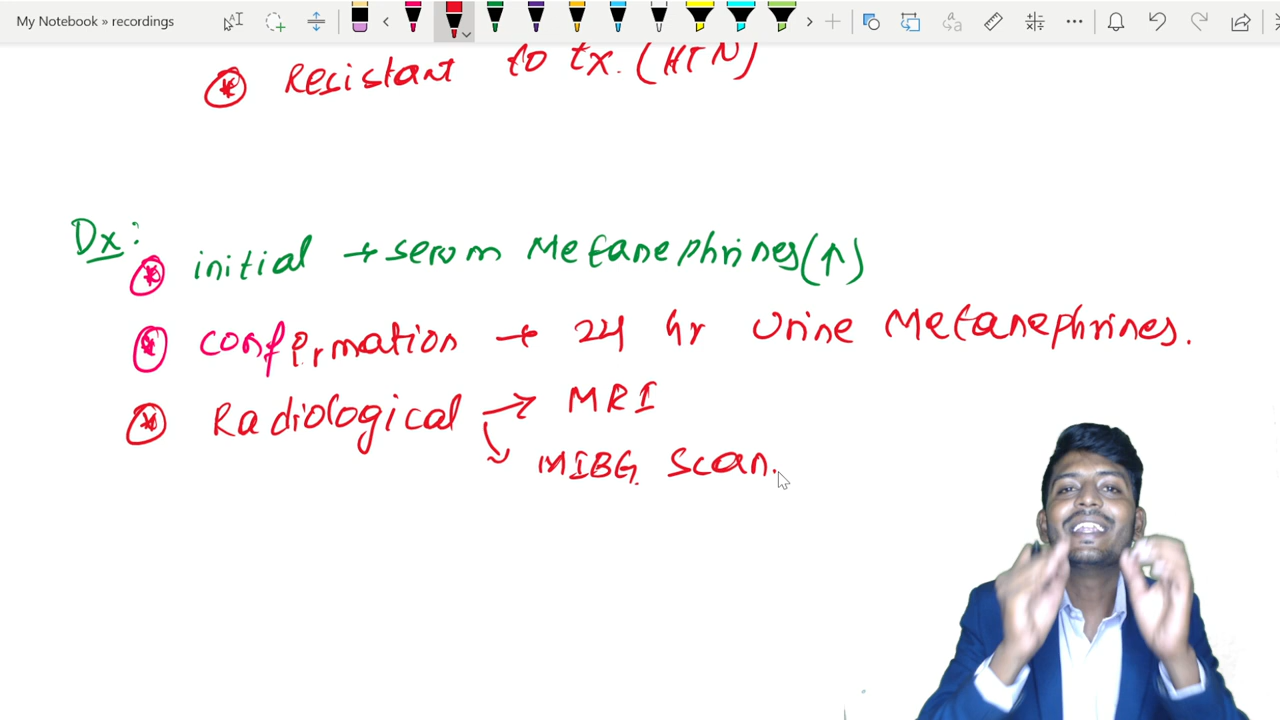 My Notebook » recordings
Resistant to tx. (HTN)
Dx:
initial → serum Metanephrines (↑)
confirmation → 24 hr Urine Metanephrines.
Radiological → MRI
MIBG Scan.